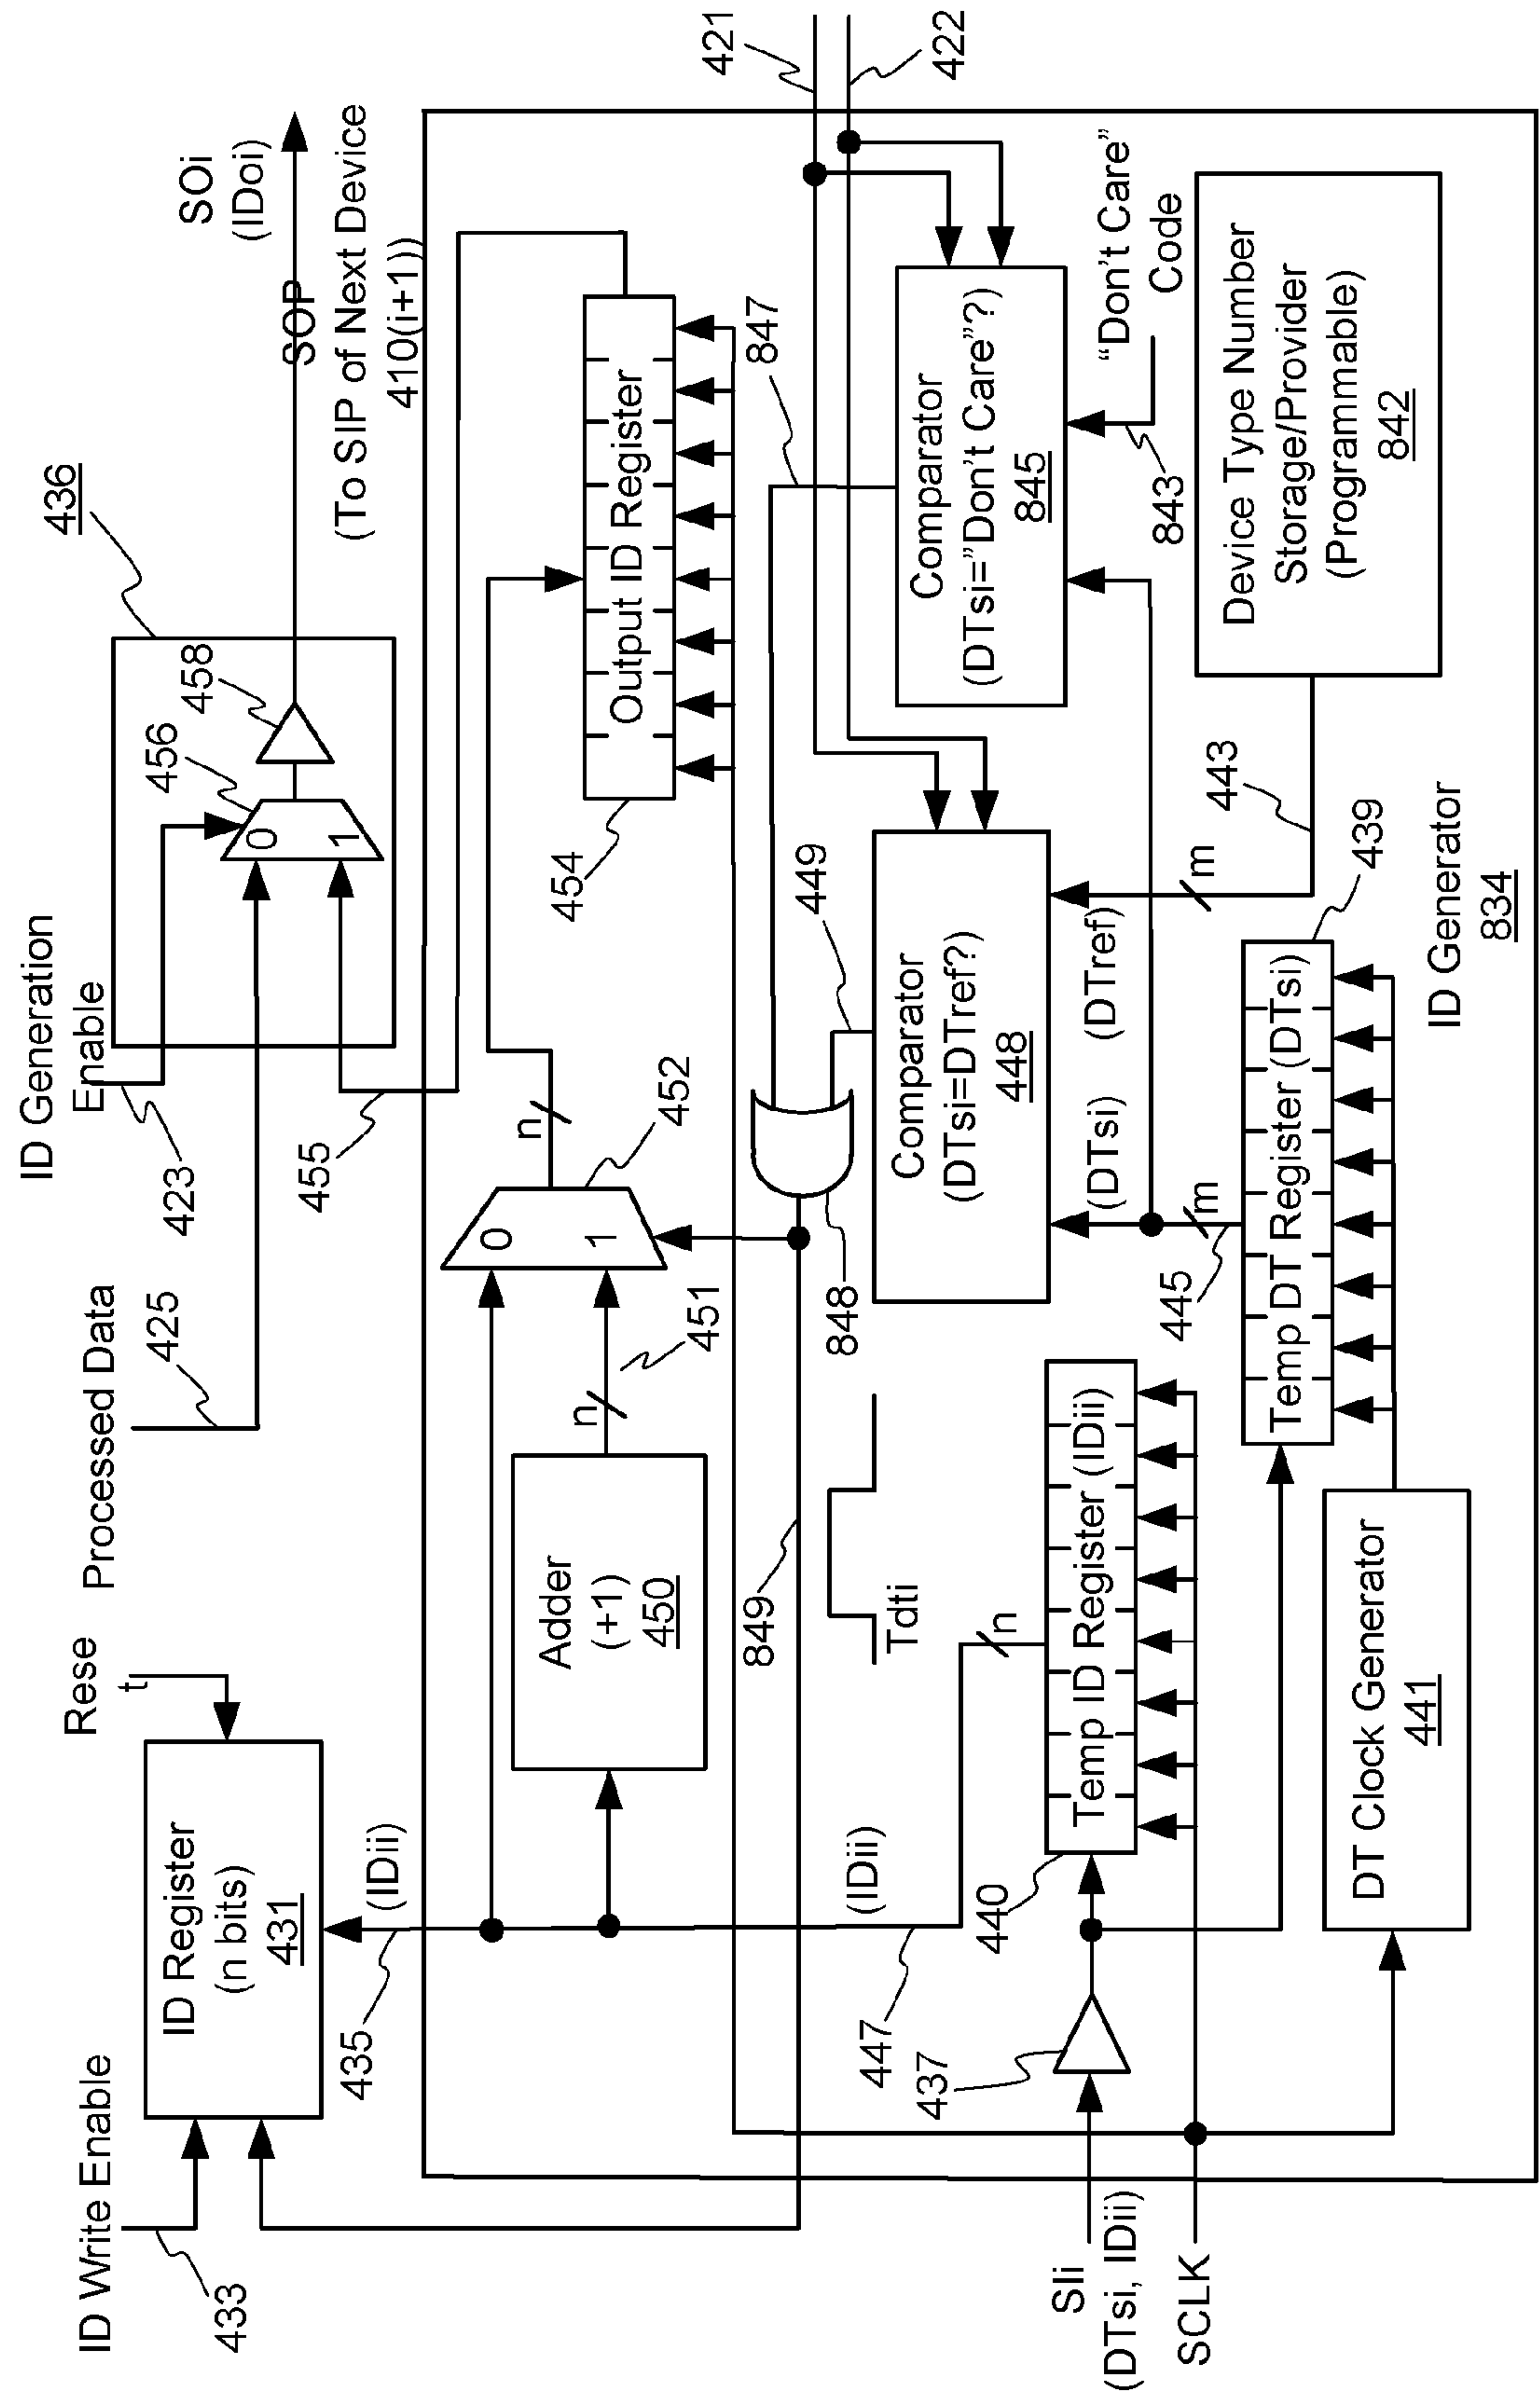 ID Write Enable
433
ID Register
(n bits)
431
Rese
t
Processed Data
425
ID Generation
Enable
423
436
456
458
0
1
SOi
(IDoi)
SOP
(To SIP of Next Device
410(i+1))
435
(IDii)
455
Adder
(+1)
450
n
451
0
1
452
n
454
Output ID Register
849
Tdti
848
449
847
421
422
447
(IDii)
n
437
440
Temp ID Register (IDii)
Comparator
(DTsi=DTref?)
448
Comparator
(DTsi="Don't Care"?)
845
843
"Don't Care"
Code
SIi
(DTsi, IDii)
SCLK
445
m
(DTsi)
(DTref)
m
443
Device Type Number
Storage/Provider
(Programmable)
842
DT Clock Generator
441
Temp DT Register (DTsi)
439
ID Generator
834